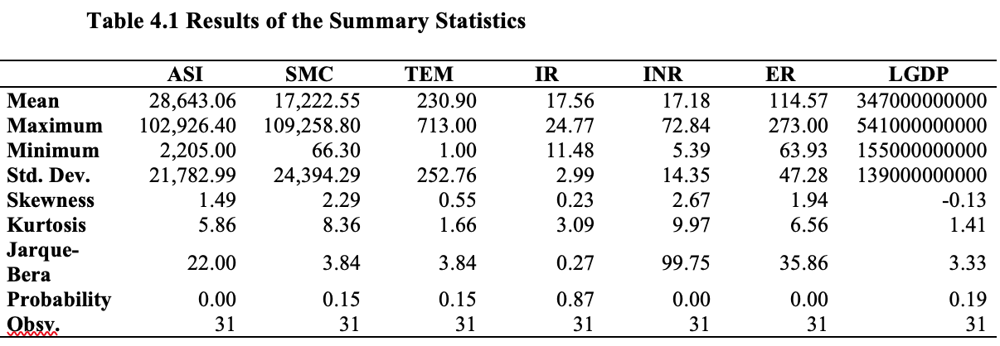 Table 4.1 Results of the Summary Statistics
ASI SMC TEM IR INR ER LGDP
Mean 28,643.06 17,222.55 230.90 17.56 17.18 114.57 347000000000
Maximum 102,926.40 109,258.80 713.00 24.77 72.84 273.00 541000000000
Minimum 2,205.00 66.30 1.00 11.48 5.39 63.93 155000000000
Std. Dev. 21,782.99 24,394.29 252.76 2.99 14.35 47.28 139000000000
Skewness 1.49 2.29 0.55 0.23 2.67 1.94 -0.13
Kurtosis 5.86 8.36 1.66 3.09 9.97 6.56 1.41
Jarque-
Bera 22.00 3.84 3.84 0.27 99.75 35.86 3.33
Probability 0.00 0.15 0.15 0.87 0.00 0.00 0.19
Obsv. 31 31 31 31 31 31 31